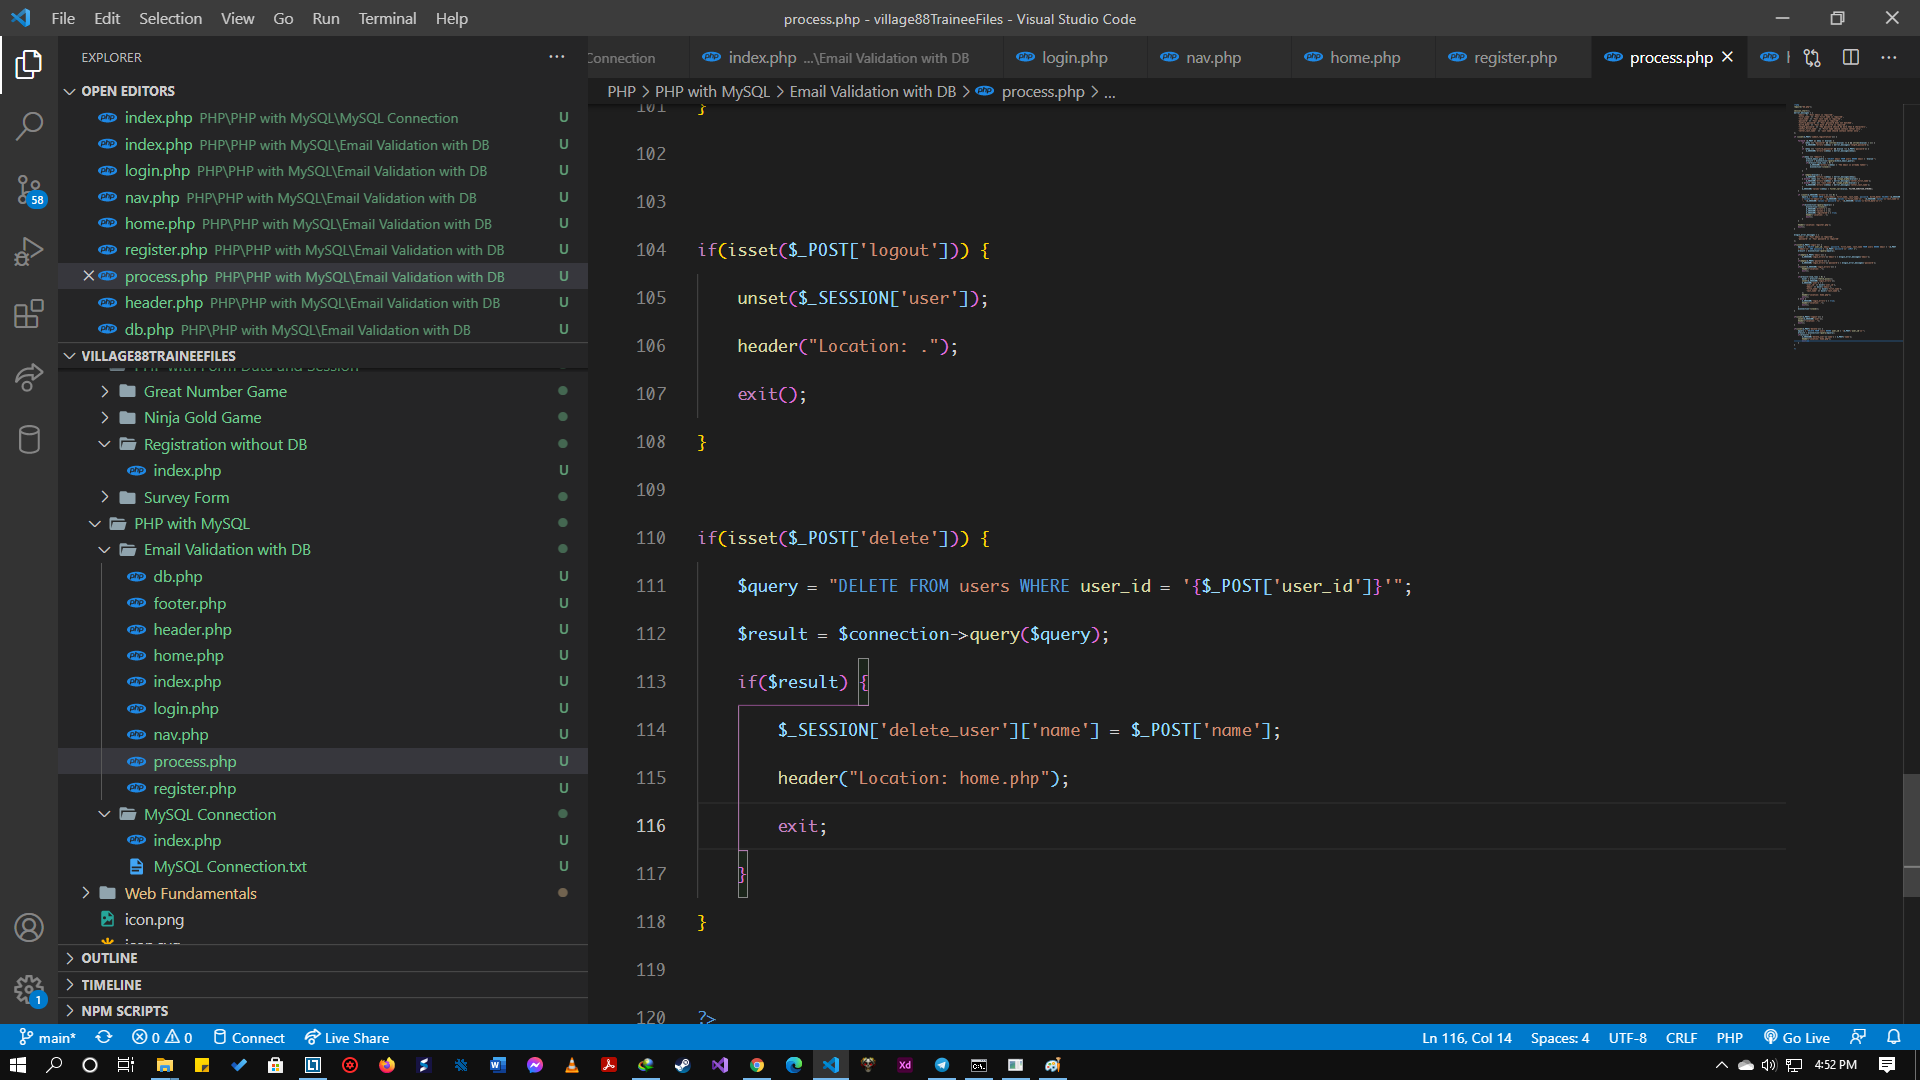 File Edit Selection View Go Run Terminal Help
process.php - village88TraineeFiles - Visual Studio Code
EXPLORER
Connection
index.php ...\Email Validation with DB
login.php
nav.php
home.php
register.php
process.php
OPEN EDITORS
PHP > PHP with MySQL > Email Validation with DB > process.php > ...
index.php PHP\PHP with MySQL\MySQL Connection U
index.php PHP\PHP with MySQL\Email Validation with DB U
login.php PHP\PHP with MySQL\Email Validation with DB U
nav.php PHP\PHP with MySQL\Email Validation with DB U
home.php PHP\PHP with MySQL\Email Validation with DB U
register.php PHP\PHP with MySQL\Email Validation with DB U
process.php PHP\PHP with MySQL\Email Validation with DB U
header.php PHP\PHP with MySQL\Email Validation with DB U
db.php PHP\PHP with MySQL\Email Validation with DB U
VILLAGE88TRAINEEFILES
PHP with Form Data and Session
Great Number Game
Ninja Gold Game
Registration without DB
index.php U
Survey Form
PHP with MySQL
Email Validation with DB
db.php U
footer.php U
header.php U
home.php U
index.php U
login.php U
nav.php U
process.php U
register.php U
MySQL Connection
index.php U
MySQL Connection.txt U
Web Fundamentals
icon.png
OUTLINE
TIMELINE
NPM SCRIPTS
58
1
101 }
102
103
104 if(isset($_POST['logout'])) {
105 unset($_SESSION['user']);
106 header("Location: .");
107 exit();
108 }
109
110 if(isset($_POST['delete'])) {
111 $query = "DELETE FROM users WHERE user_id = '{$_POST['user_id']}'";
112 $result = $connection->query($query);
113 if($result) {
114 $_SESSION['delete_user']['name'] = $_POST['name'];
115 header("Location: home.php");
116 exit;
117 }
118 }
119
120 ?>
main* 0 0 Connect Live Share
Ln 116, Col 14 Spaces: 4 UTF-8 CRLF PHP Go Live
4:52 PM